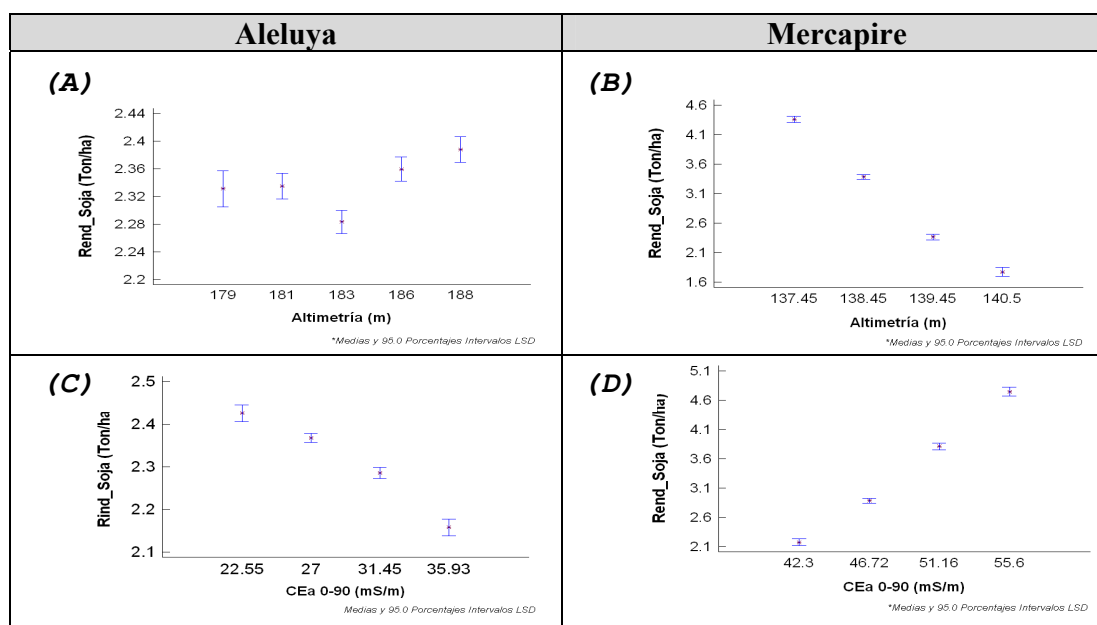 Aleluya
Mercapire
(A)
Rend_Soja (Ton/ha)
2.44
2.4
2.36
2.32
2.28
2.24
2.2
179 181 183 186 188
Altimetría (m)
*Medias y 95.0 Porcentajes Intervalos LSD
(B)
Rend_Soja (Ton/ha)
4.6
4.1
3.6
3.1
2.6
2.1
1.6
137.45 138.45 139.45 140.5
Altimetría (m)
*Medias y 95.0 Porcentajes Intervalos LSD
(C)
Rind_Soja (Ton/ha
2.5
2.4
2.3
2.2
2.1
22.55 27 31.45 35.93
CEa 0-90 (mS/m)
Medias y 95.0 Porcentajes Intervalos LSD
(D)
Rend_Soja (Ton/ha)
5.1
4.6
4.1
3.6
3.1
2.6
2.1
42.3 46.72 51.16 55.6
CEa 0-90 (mS/m)
*Medias y 95.0 Porcentajes Intervalos LSD